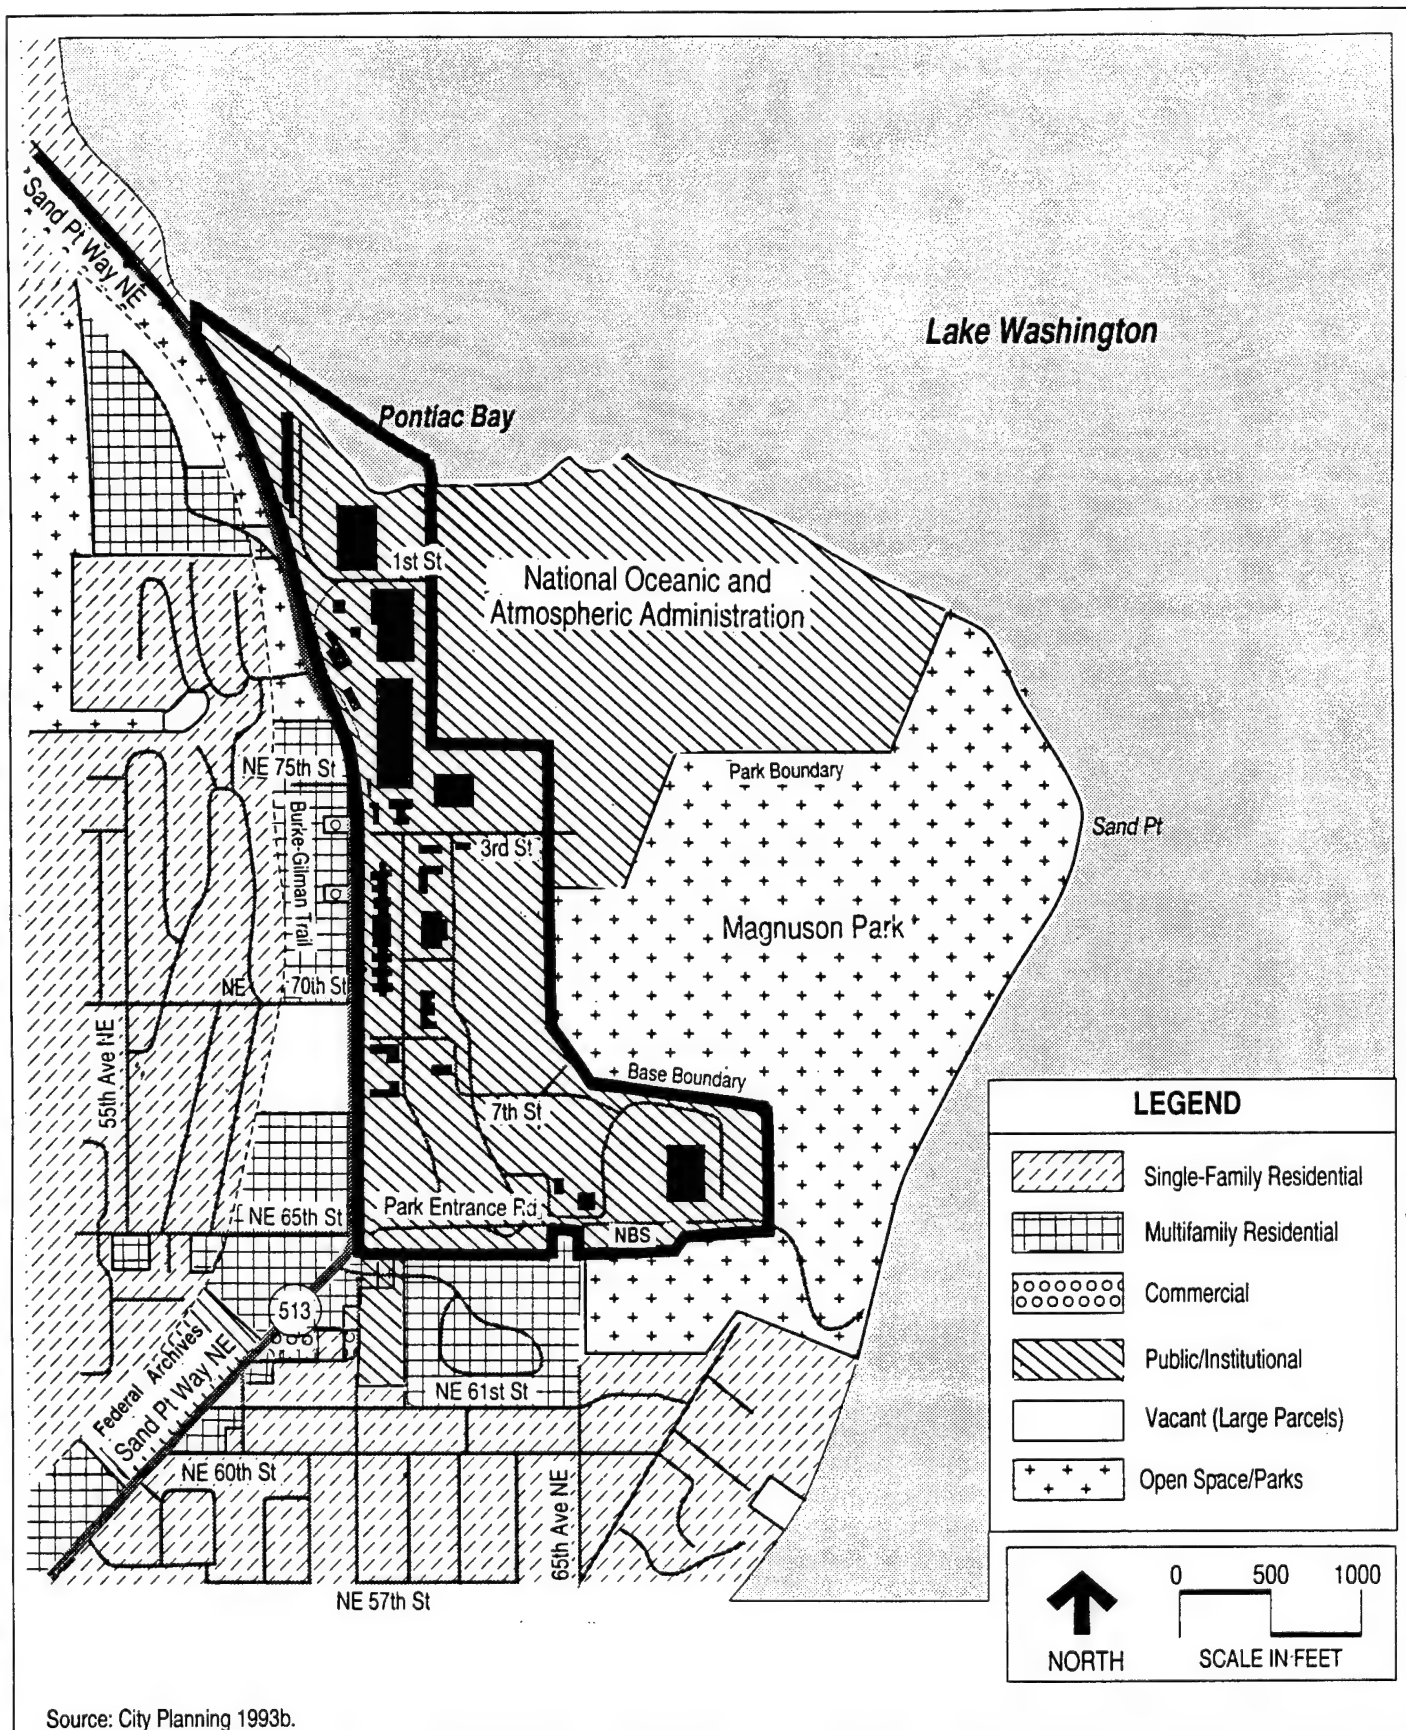 Sand Pt Way NE
Lake Washington
Pontiac Bay
1st St
National Oceanic and
Atmospheric Administration
NE 75th St
Park Boundary
Burke-Gilman Trail
Sand Pt
3rd St
Magnuson Park
NE 70th St
55th Ave NE
Base Boundary
7th St
Park Entrance Rd
NE 65th St
NBS
513
Federal Archives
Sand Pt Way NE
NE 61st St
NE 60th St
65th Ave NE
NE 57th St
LEGEND
Single-Family Residential
Multifamily Residential
Commercial
Public/Institutional
Vacant (Large Parcels)
Open Space/Parks
NORTH
0 500 1000
SCALE IN FEET
Source: City Planning 1993b.